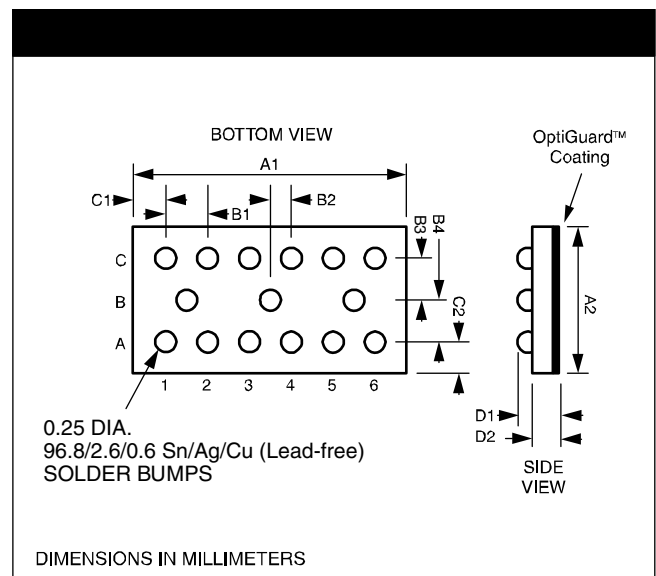 BOTTOM VIEW
OptiGuard™
Coating
A1
C1
B1
B2
B3
B4
C
B
A
C2
A2
1 2 3 4 5 6
D1
D2
0.25 DIA.
96.8/2.6/0.6 Sn/Ag/Cu (Lead-free)
SOLDER BUMPS
SIDE
VIEW
DIMENSIONS IN MILLIMETERS